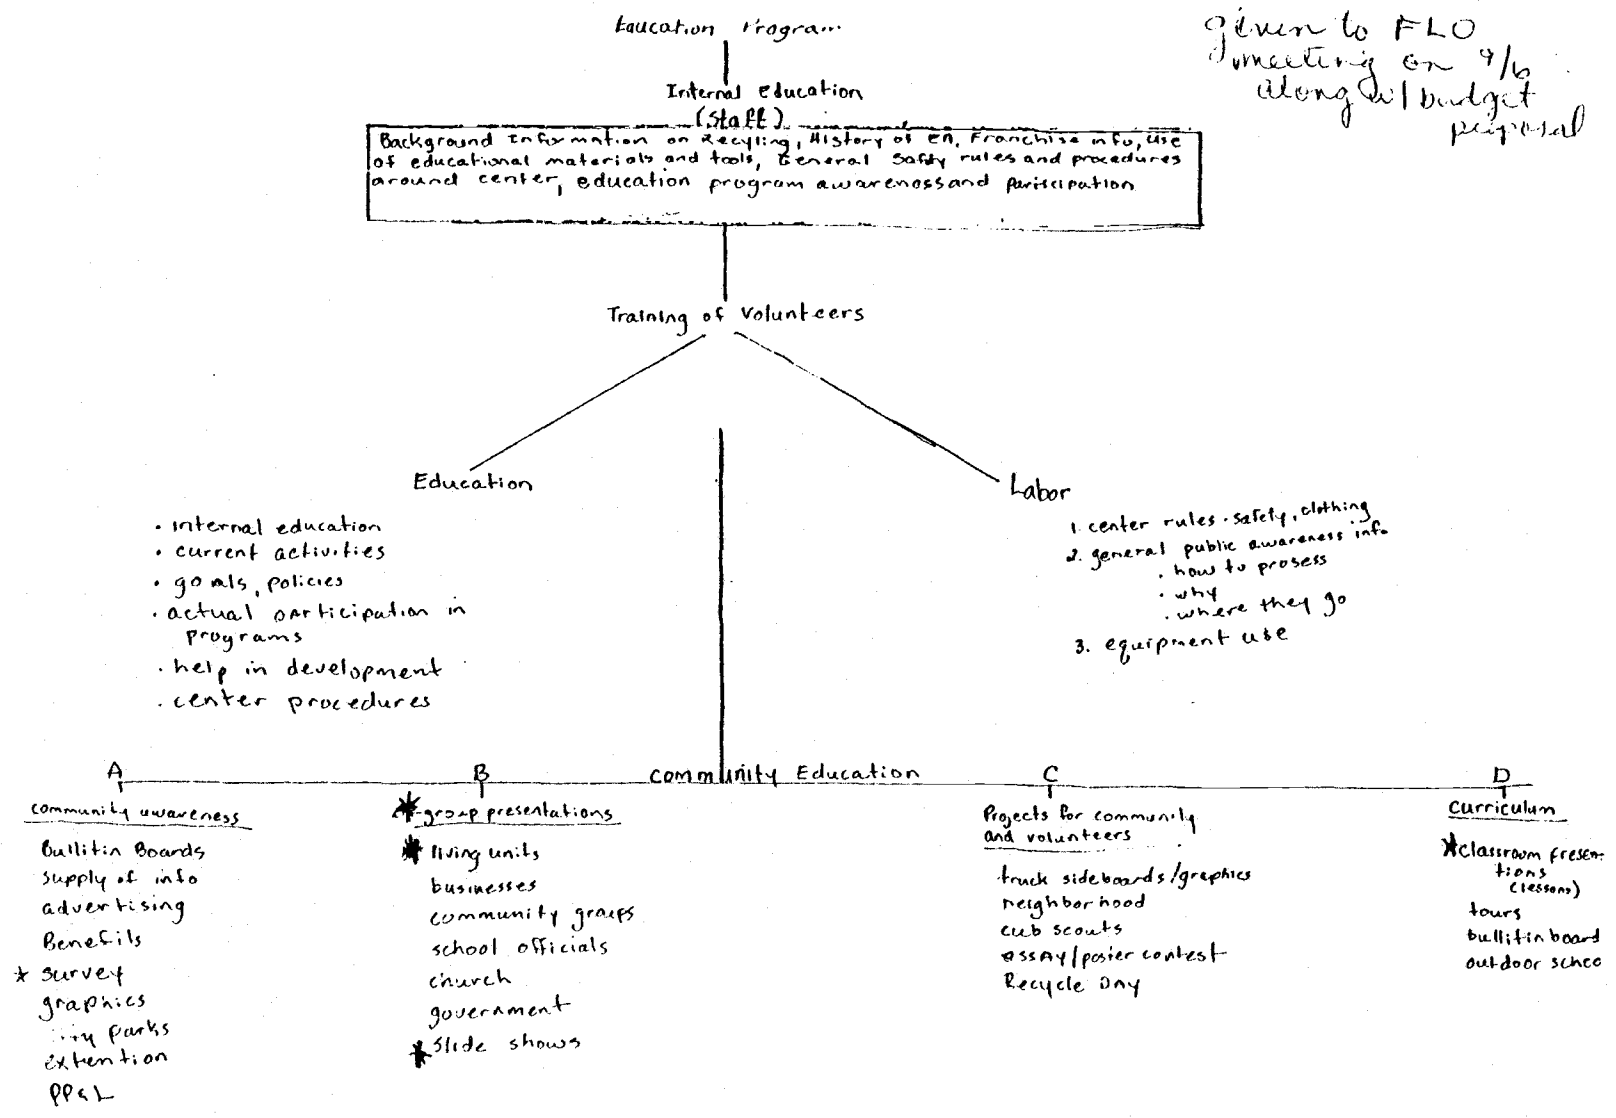 Education Program
given to FLO
meeting on 9/6
along w/ budget
proposal
Internal education
(staff)
Background Information on Recyling, History of EA, Franchise info, use
of educational materials and tools, General Safty rules and procedures
around center, education program awareness and pariscipation
Training of Volunteers
Education
• internal education
• current activities
• goals, policies
• actual participation in
programs
• help in development
• center procedures
Labor
1. center rules - safety, clothing
2. general public awareness info
• how to prosess
• why
• where they go
3. equipment use
Community Education
A
community awareness
Bullitin Boards
supply of info
advertising
Benefits
* survey
graphics
parks
extention
PP&L
B
* group presentations
* living units
businesses
community groups
school officials
church
government
* Slide shows
C
Projects for community
and volunteers
truck sideboards/graphics
neighborhood
cub scouts
essay/poster contest
Recycle Day
D
Curriculum
* classroom presen-
tions
(lessons)
tours
bullitin board
outdoor schoo